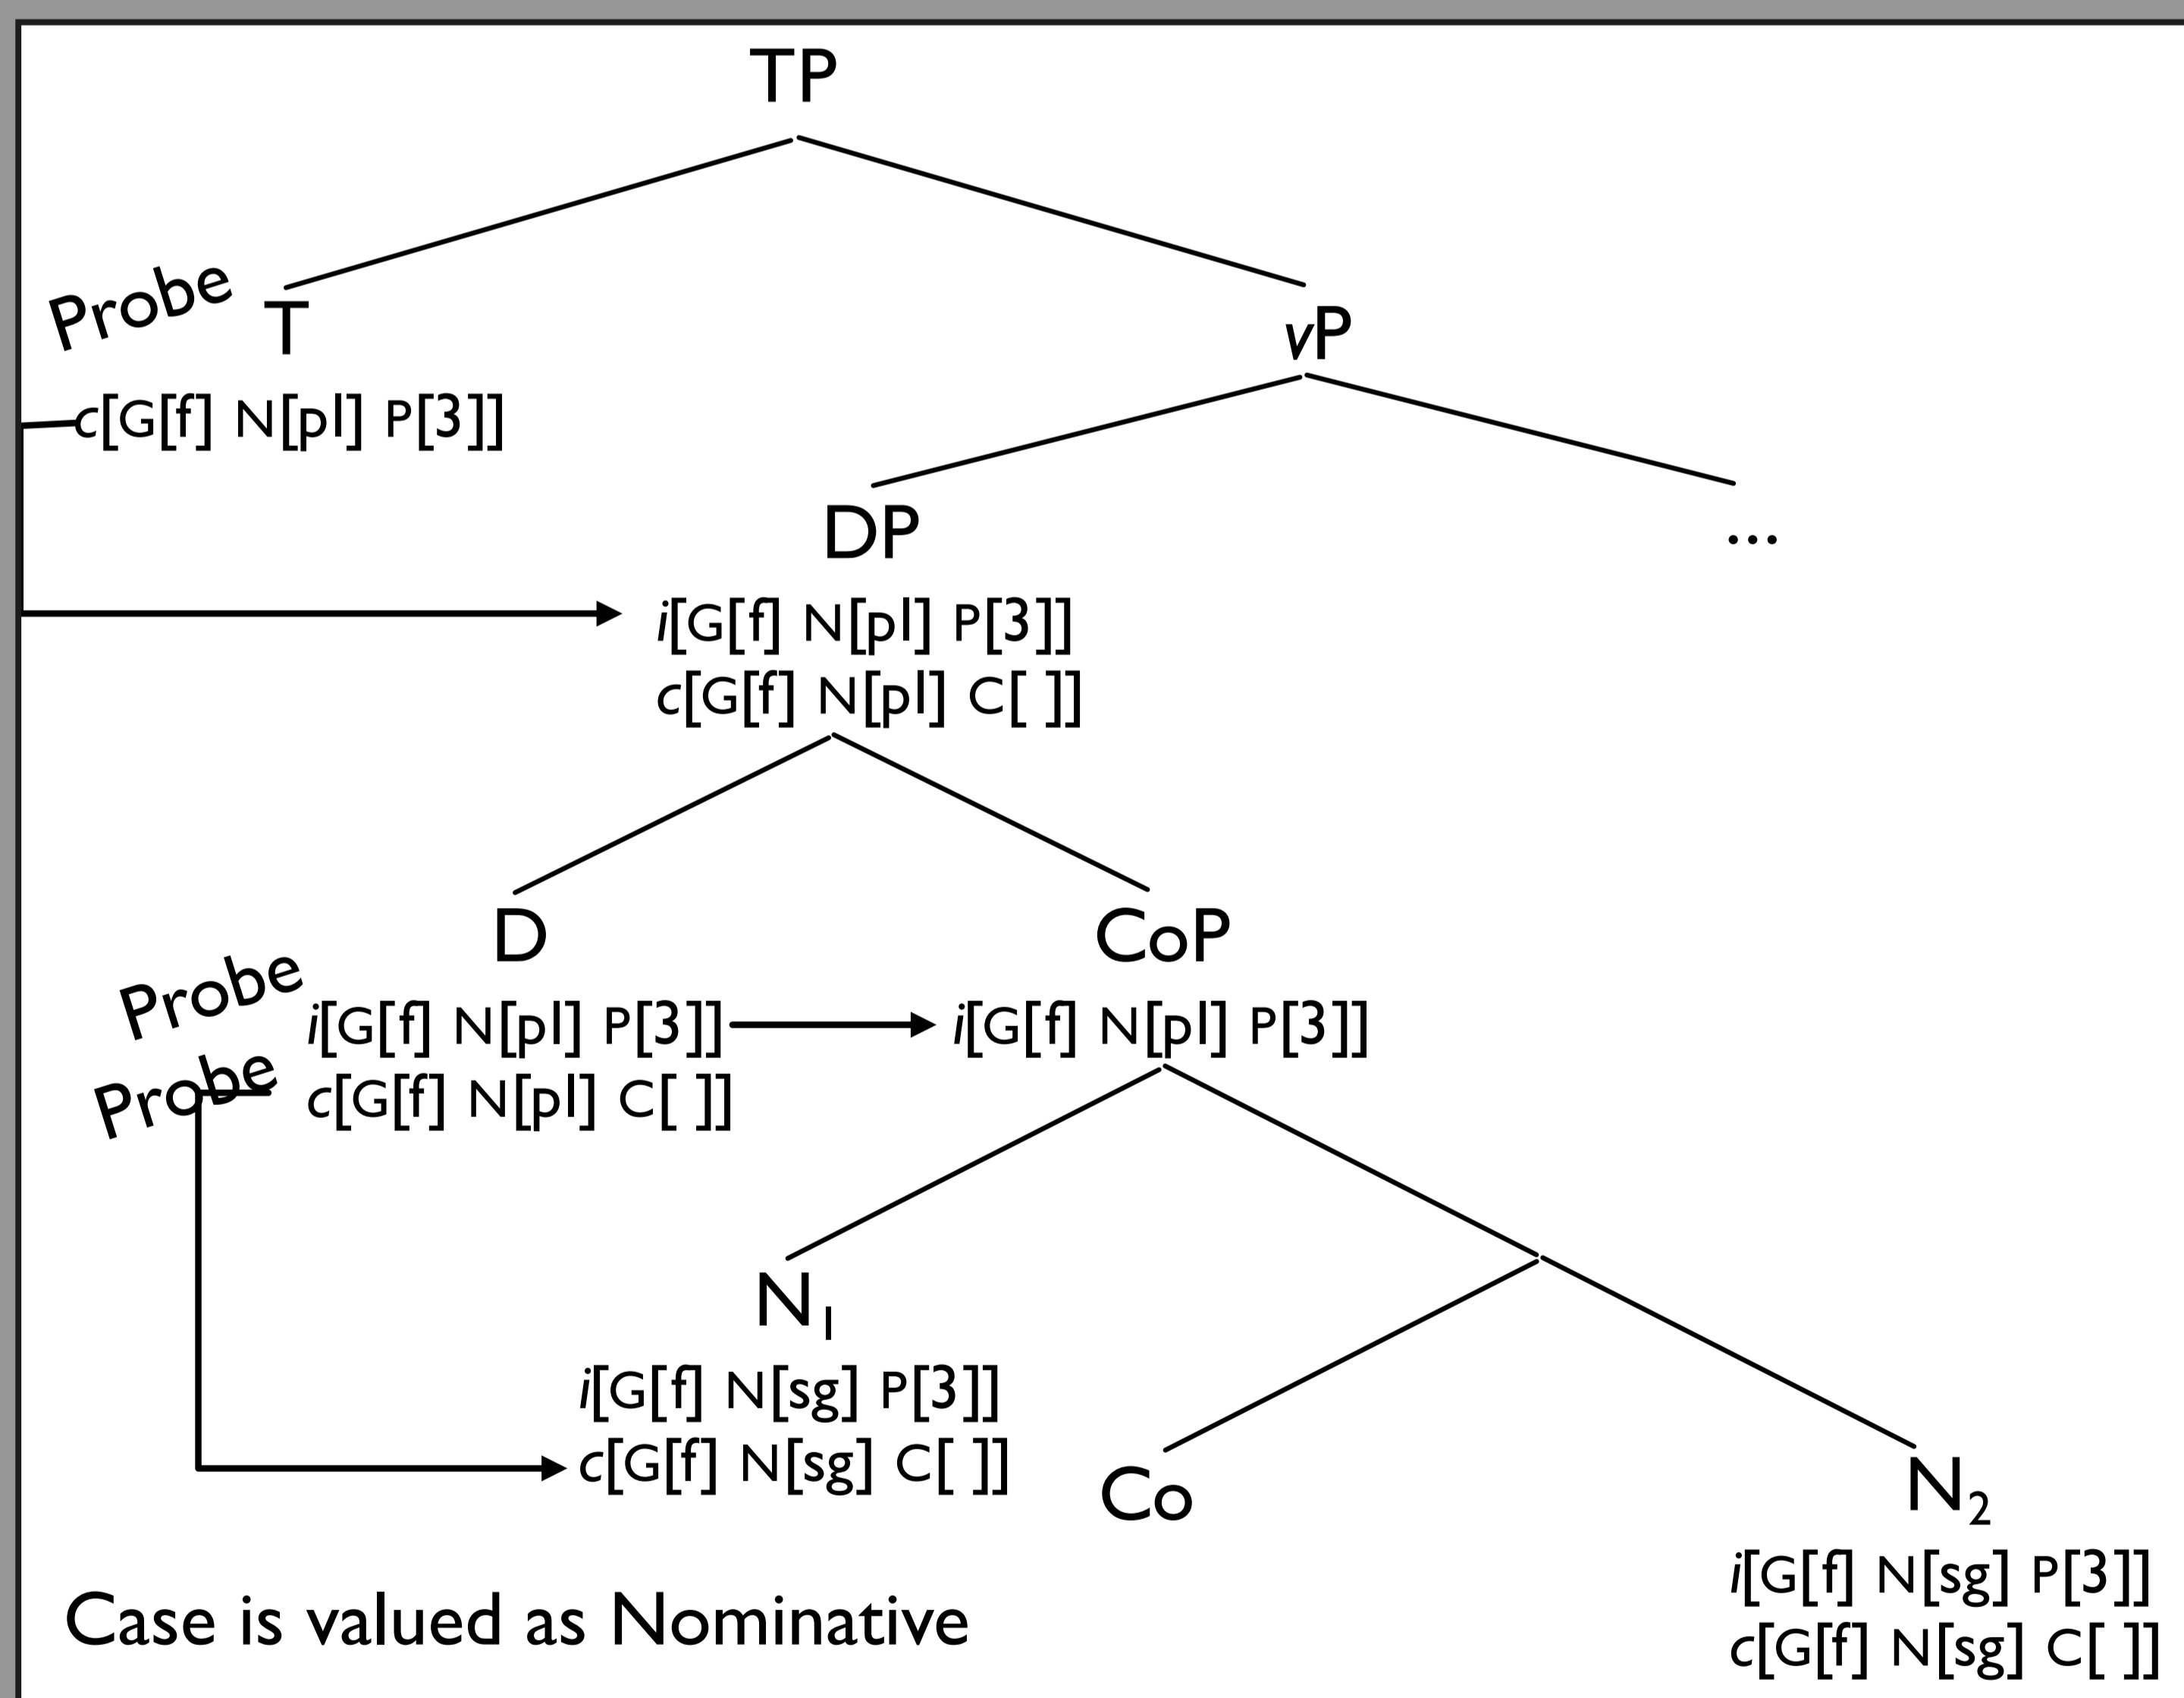 TP
Probe
T
vP
c[G[f] N[pl] P[3]]
DP
...
i[G[f] N[pl] P[3]]
c[G[f] N[pl] C[ ]]
D
CoP
Probe
i[G[f] N[pl] P[3]]
i[G[f] N[pl] P[3]]
Probe
c[G[f] N[pl] C[ ]]
N1
i[G[f] N[sg] P[3]]
c[G[f] N[sg] C[ ]]
Co
N2
i[G[f] N[sg] P[3]]
c[G[f] N[sg] C[ ]]
Case is valued as Nominative